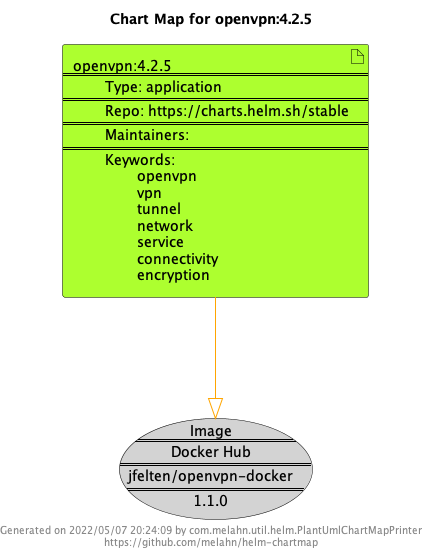 Chart Map for openvpn:4.2.5
openvpn:4.2.5
Type: application
Repo: https://charts.helm.sh/stable
Maintainers:
Keywords:
openvpn
vpn
tunnel
network
service
connectivity
encryption
Image
Docker Hub
jfelten/openvpn-docker
1.1.0
Generated on 2022/05/07 20:24:09 by com.melahn.util.helm.PlantUmlChartMapPrinter
https://github.com/melahn/helm-chartmap